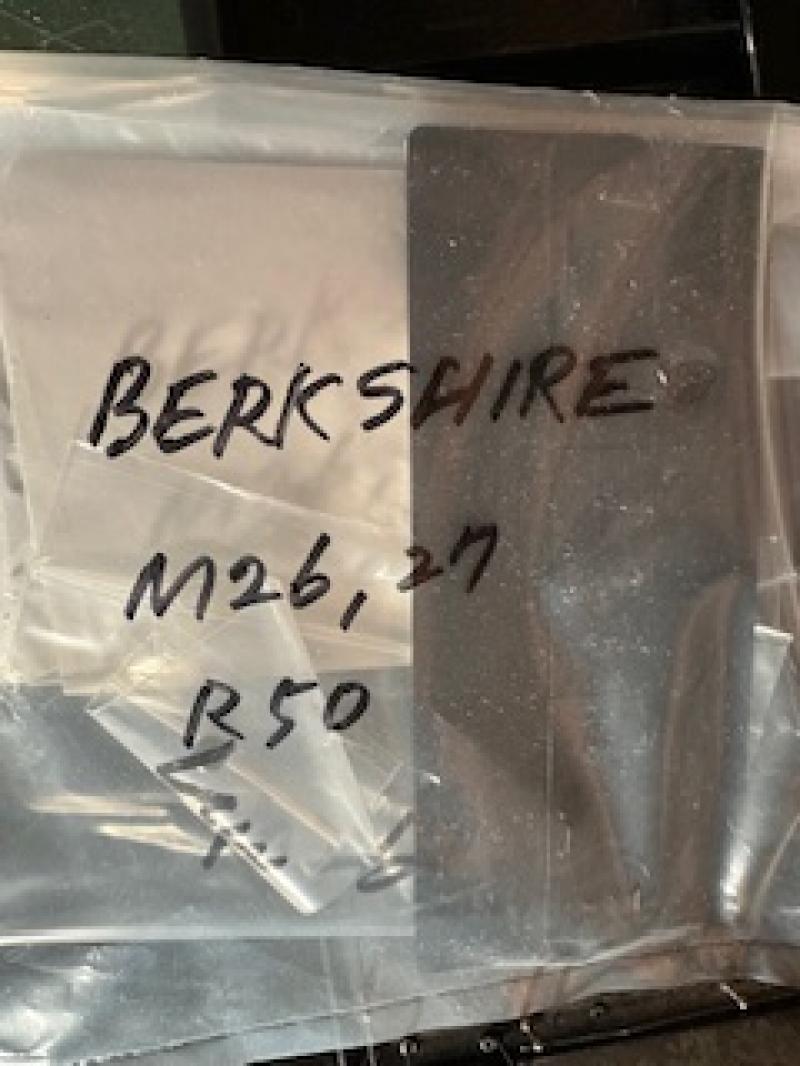 BERKSHIRE
M26, 27
R50